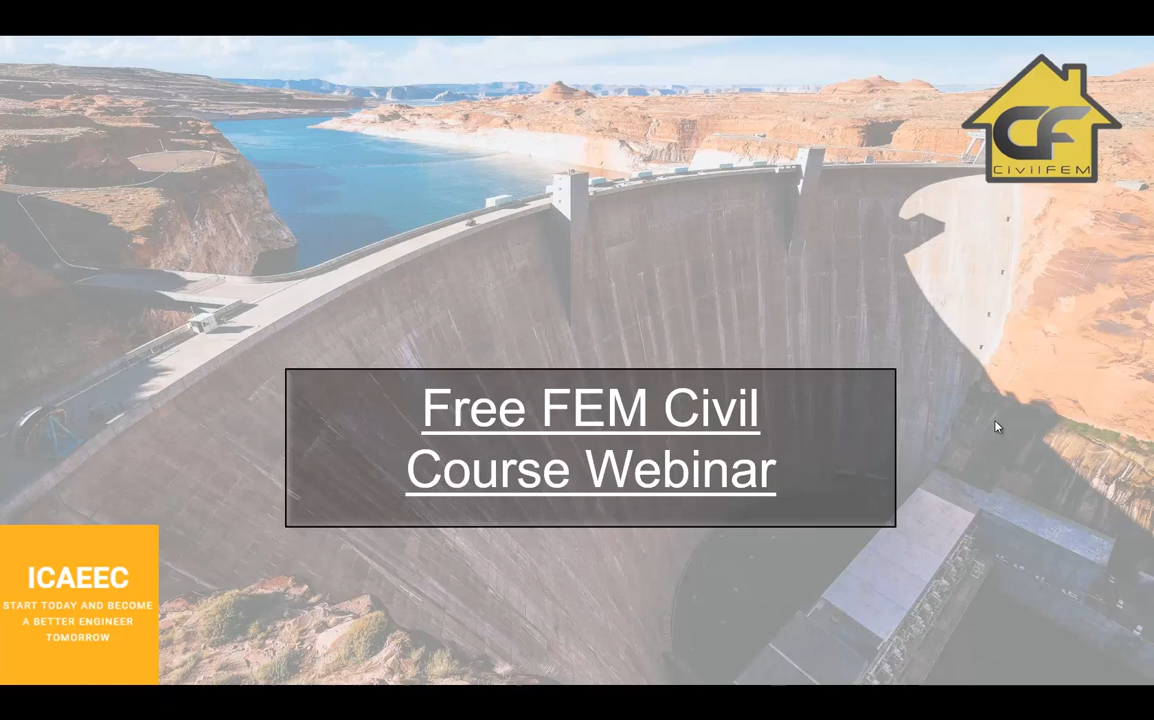 CF
CivilFEM
Free FEM Civil
Course Webinar
ICAEEC
START TODAY AND BECOME
A BETTER ENGINEER
TOMORROW